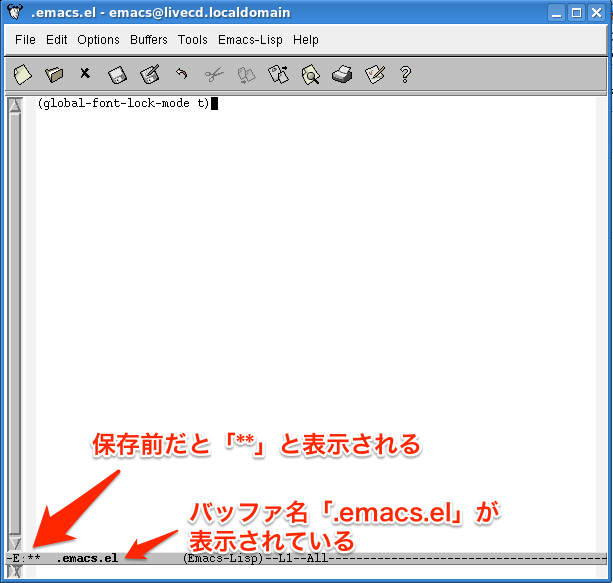 .emacs.el - emacs@livecd.localdomain
File Edit Options Buffers Tools Emacs-Lisp Help
(global-font-lock-mode t)
保存前だと「**」と表示される
バッファ名「.emacs.el」が
表示されている
-E:** .emacs.el (Emacs-Lisp)--L1--All----------------------------------------